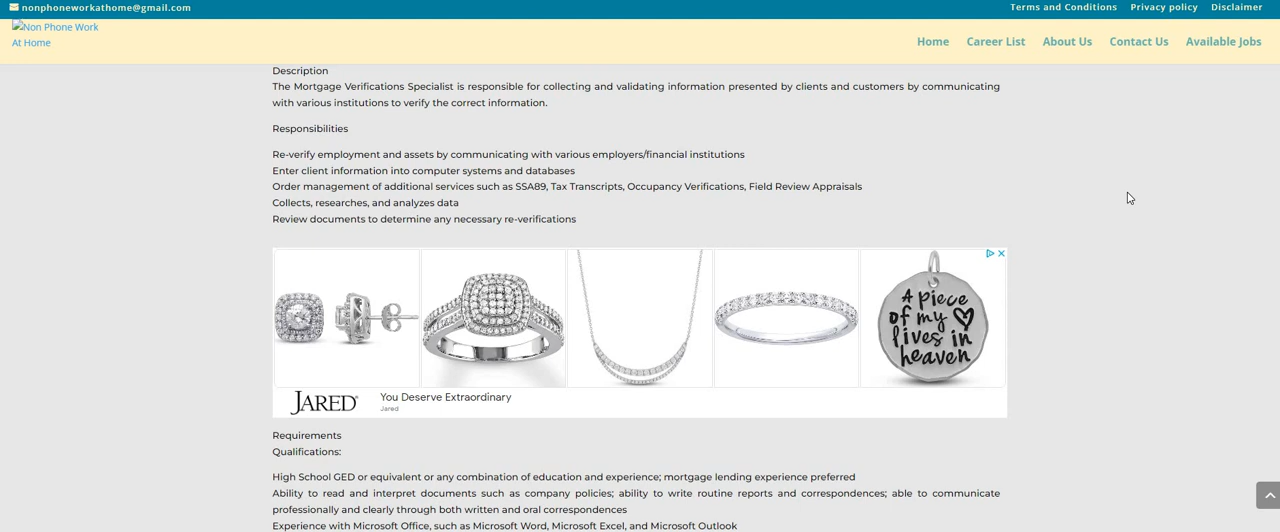 nonphoneworkathome@gmail.com
Terms and Conditions Privacy policy Disclaimer
Non Phone Work
At Home
Home Career List About Us Contact Us Available Jobs
Description
The Mortgage Verifications Specialist is responsible for collecting and validating information presented by clients and customers by communicating
with various institutions to verify the correct information.
Responsibilities
Re-verify employment and assets by communicating with various employers/financial institutions
Enter client information into computer systems and databases
Order management of additional services such as SSA89, Tax Transcripts, Occupancy Verifications, Field Review Appraisals
Collects, researches, and analyzes data
Review documents to determine any necessary re-verifications
A piece
of my
lives in
heaven
JARED
You Deserve Extraordinary
Jared
Requirements
Qualifications:
High School GED or equivalent or any combination of education and experience; mortgage lending experience preferred
Ability to read and interpret documents such as company policies; ability to write routine reports and correspondences; able to communicate
professionally and clearly through both written and oral correspondences
Experience with Microsoft Office, such as Microsoft Word, Microsoft Excel, and Microsoft Outlook